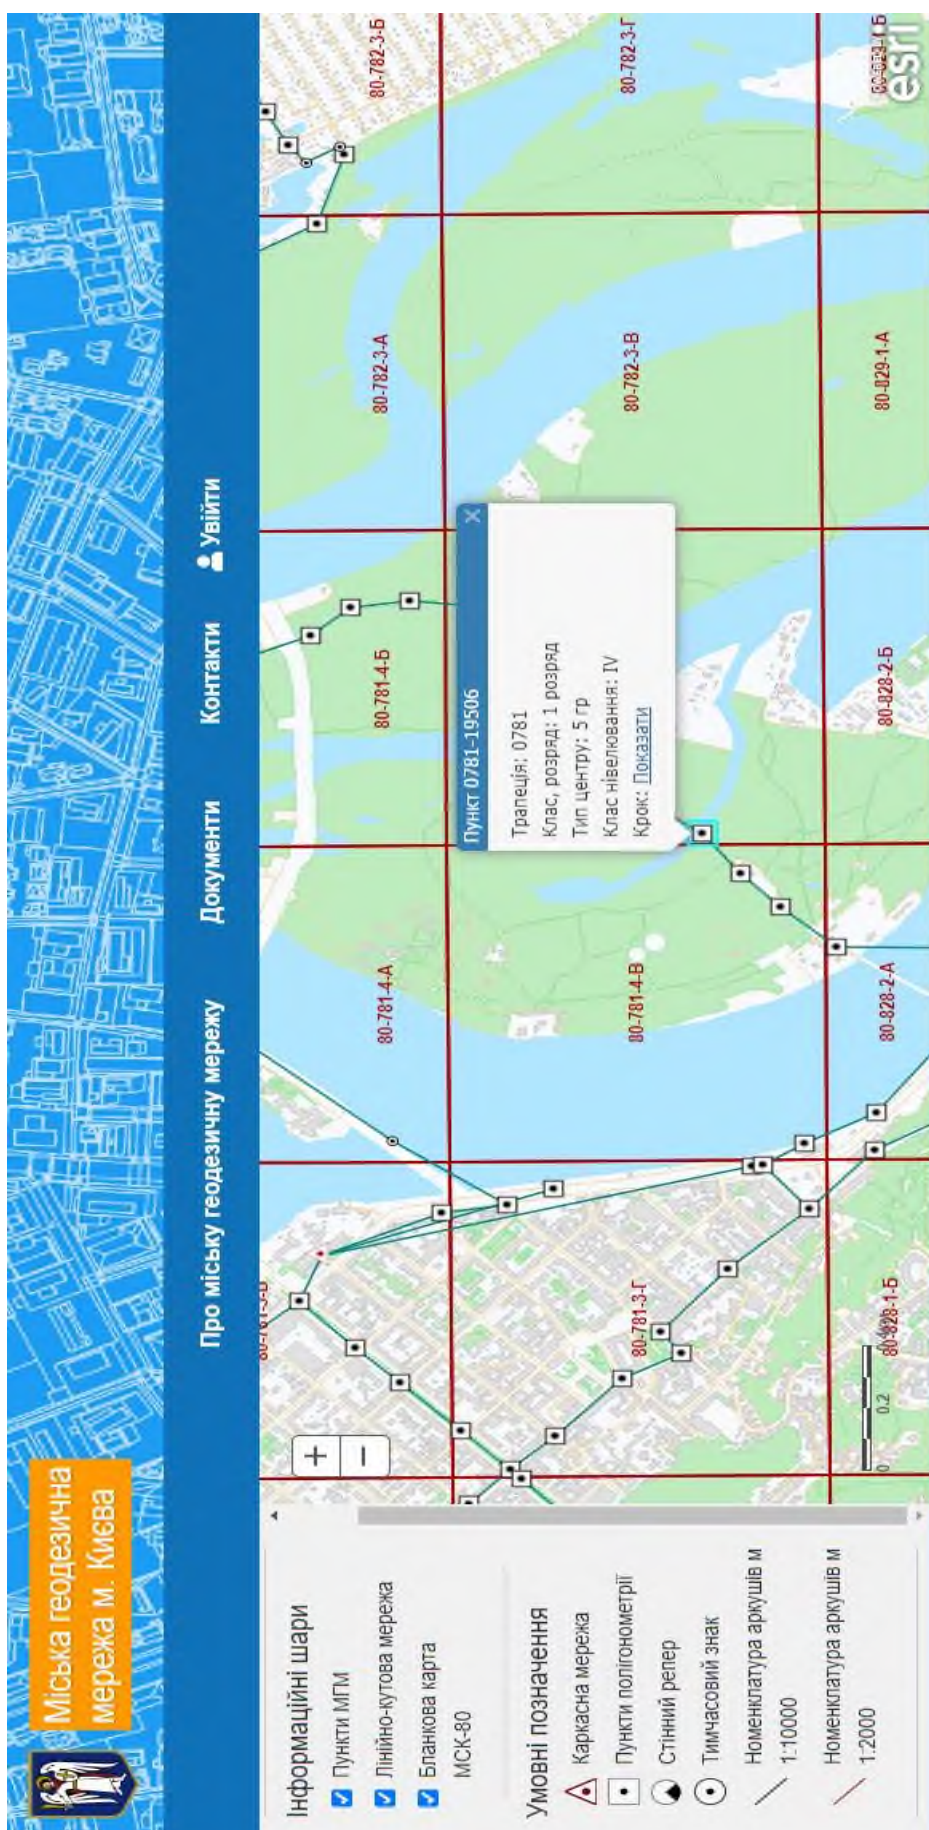 Міська геодезична
мережа м. Києва
Про міську геодезичну мережу
Документи
Контакти
Увійти
Інформаційні шари
Пункти МГМ
Лінійно-кутова мережа
Бланкова карта
МСК-80
Умовні позначення
Каркасна мережа
Пункти полігонометрії
Стінний репер
Тимчасовий знак
Номенклатура аркушів м
1:10000
Номенклатура аркушів м
1:2000
+
−
80-781-4-А
80-781-4-Б
80-782-3-А
80-782-3-Б
Пункт 0781-19506
X
Трапеція: 0781
Клас, розряд: 1 розряд
Тип центру: 5 гр
Клас нівелювання: IV
Крок: Показати
80-781-3-Г
80-781-4-В
80-782-3-В
80-782-3-Г
80-828-1-Б
80-828-2-А
80-828-2-Б
80-829-1-А
0
0.2
esri